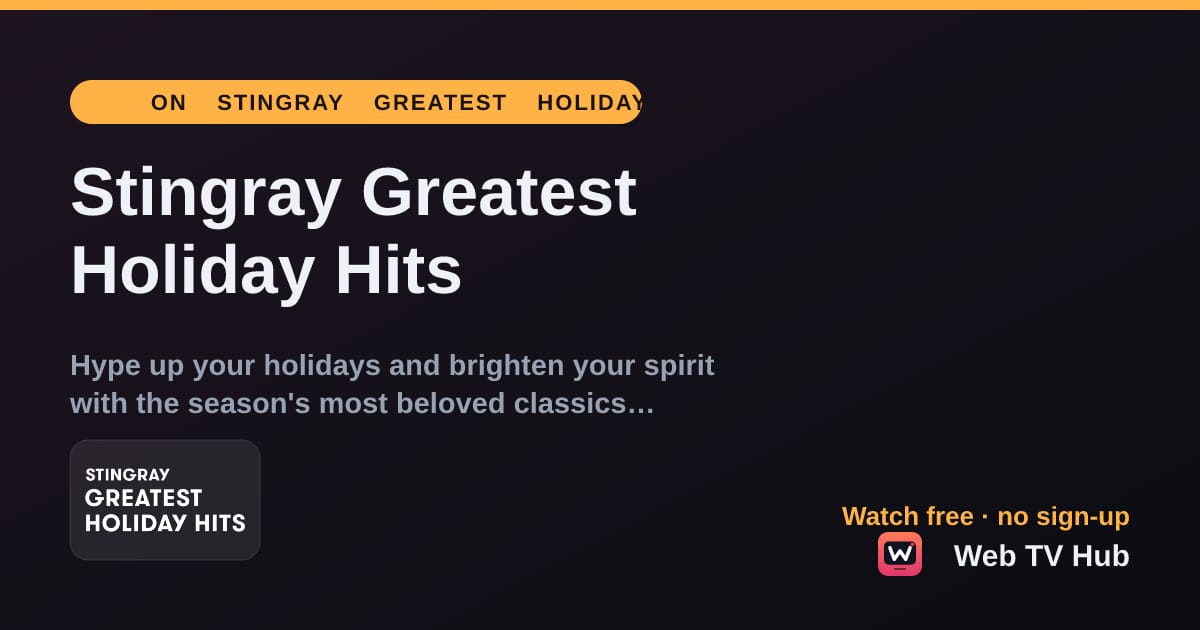 ON STINGRAY GREATEST HOLIDAY
Stingray Greatest
Holiday Hits
Hype up your holidays and brighten your spirit
with the season's most beloved classics…
STINGRAY
GREATEST
HOLIDAY HITS
Watch free · no sign-up
W
Web TV Hub